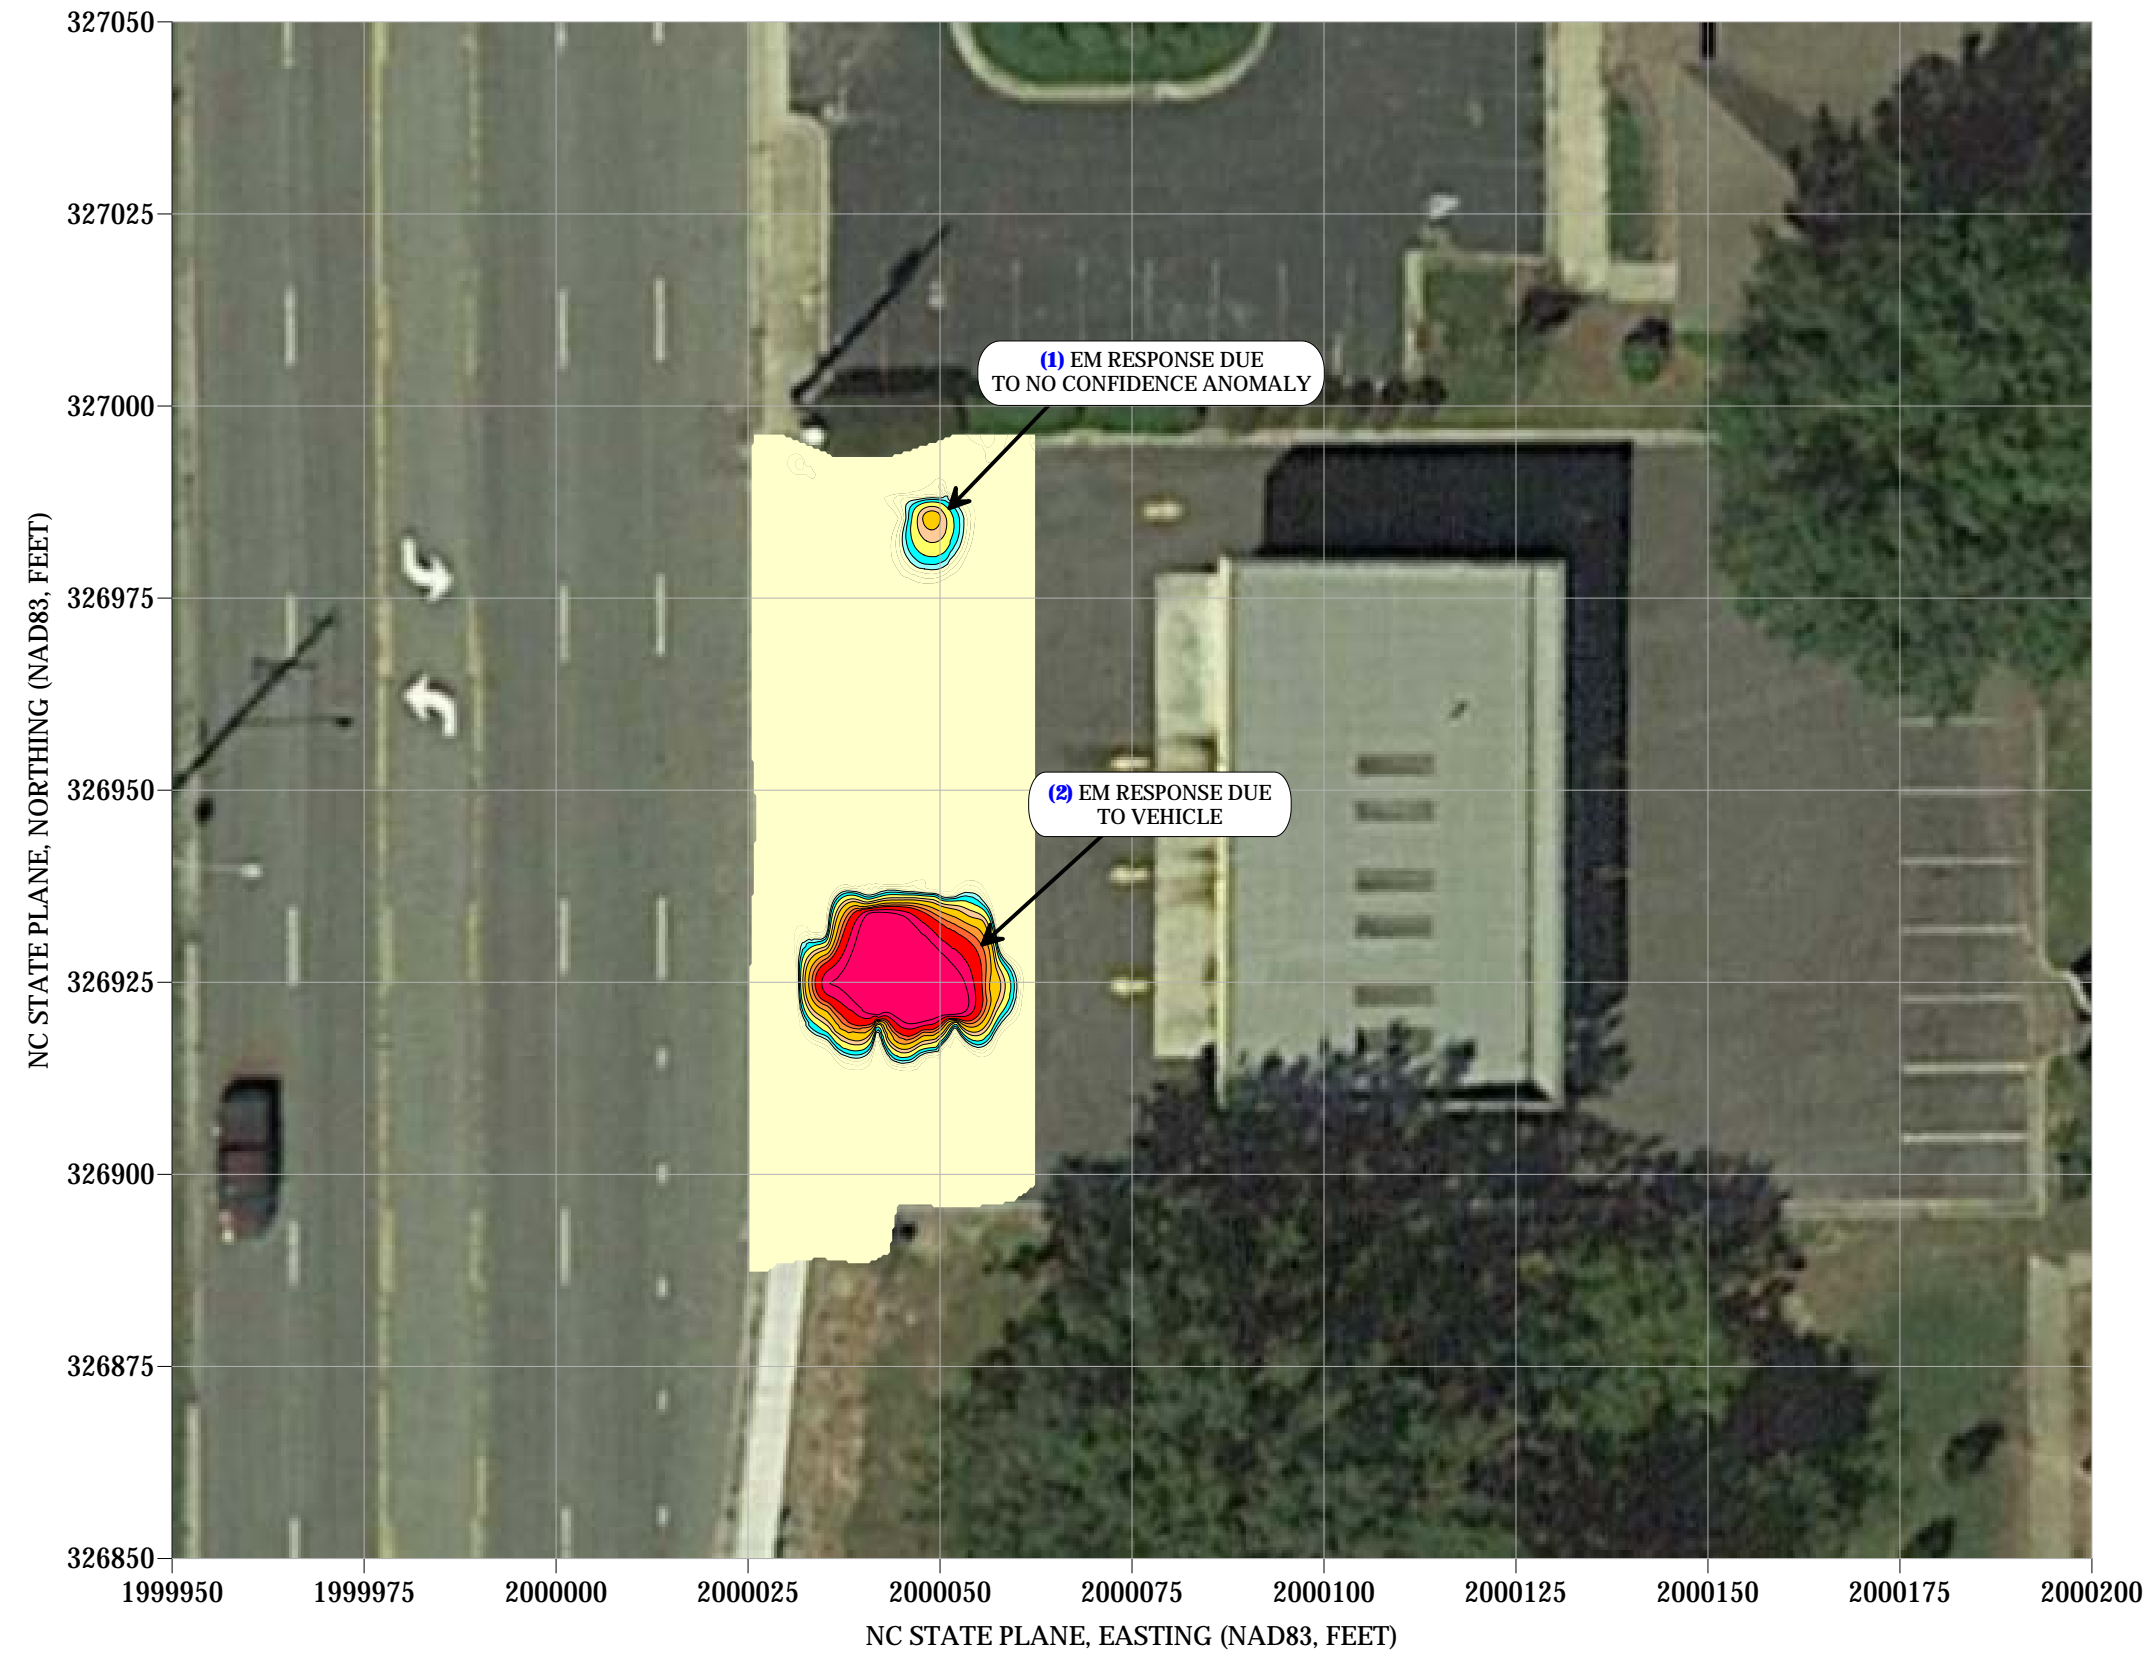 327050
327025
327000
326975
326950
326925
326900
326875
326850
NC STATE PLANE, NORTHING (NAD83, FEET)
(1) EM RESPONSE DUE
TO NO CONFIDENCE ANOMALY
(2) EM RESPONSE DUE
TO VEHICLE
1999950 1999975 2000000 2000025 2000050 2000075 2000100 2000125 2000150 2000175 2000200
NC STATE PLANE, EASTING (NAD83, FEET)